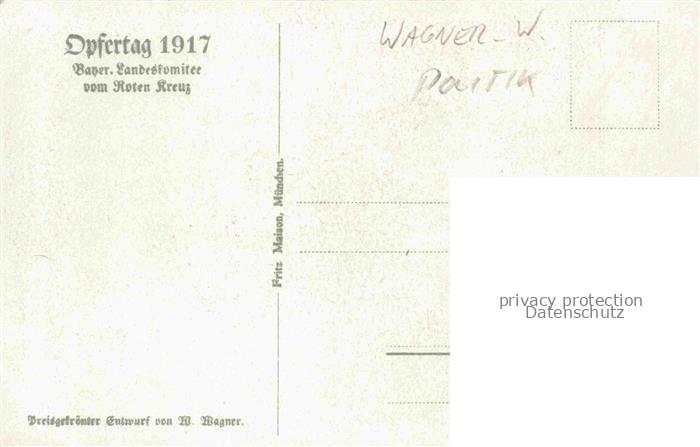 Opfertag 1917
Bayer. Landeskomitee
vom Roten Kreuz
WAGNER - W.
Politik
Fritz Maison, München.
privacy protection
Datenschutz
Preisgekrönter Entwurf von W. Wagner.